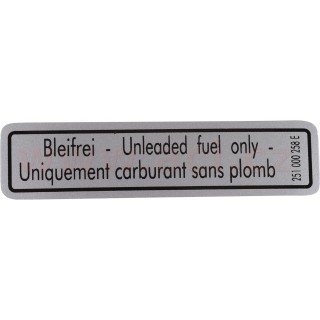 Bleifrei - Unleaded fuel only -
Uniquement carburant sans plomb
251 000 258 E